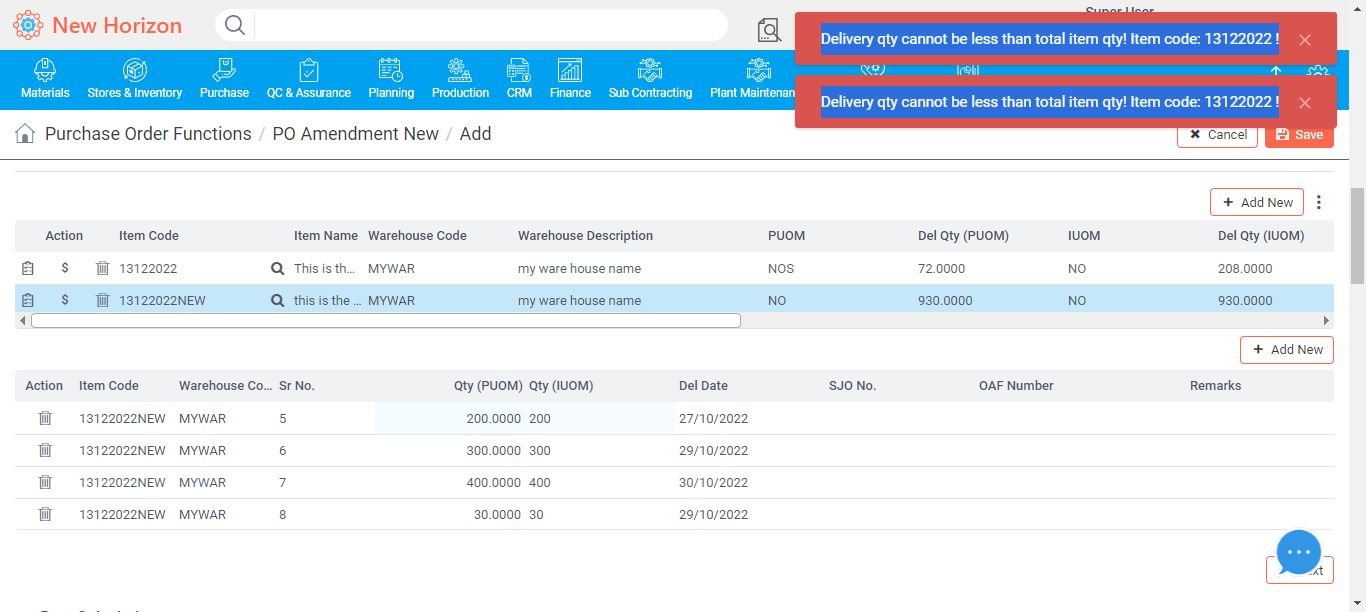 Super User
New Horizon
Delivery qty cannot be less than total item qty! Item code: 13122022 !
Materials Stores & Inventory Purchase QC & Assurance Planning Production CRM Finance Sub Contracting Plant Maintenan
Delivery qty cannot be less than total item qty! Item code: 13122022 !
Purchase Order Functions / PO Amendment New / Add
Cancel Save
Add New
Action Item Code Item Name Warehouse Code Warehouse Description PUOM Del Qty (PUOM) IUOM Del Qty (IUOM)
$ 13122022 This is th... MYWAR my ware house name NOS 72.0000 NO 208.0000
$ 13122022NEW this is the ... MYWAR my ware house name NO 930.0000 NO 930.0000
Add New
Action Item Code Warehouse Co... Sr No. Qty (PUOM) Qty (IUOM) Del Date SJO No. OAF Number Remarks
13122022NEW MYWAR 5 200.0000 200 27/10/2022
13122022NEW MYWAR 6 300.0000 300 29/10/2022
13122022NEW MYWAR 7 400.0000 400 30/10/2022
13122022NEW MYWAR 8 30.0000 30 29/10/2022